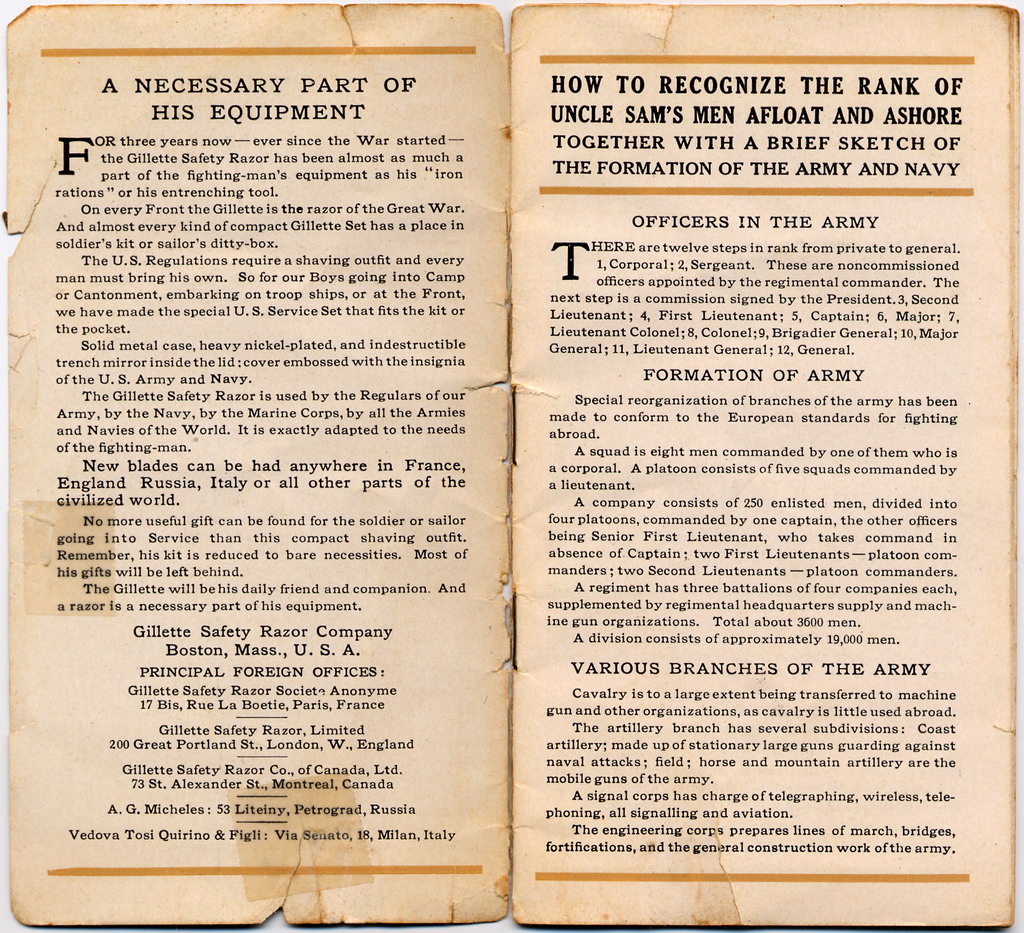 A NECESSARY PART OF
HIS EQUIPMENT
FOR three years now—ever since the War started—
the Gillette Safety Razor has been almost as much a
part of the fighting-man's equipment as his "iron
rations" or his entrenching tool.
On every Front the Gillette is the razor of the Great War.
And almost every kind of compact Gillette Set has a place in
soldier's kit or sailor's ditty-box.
The U.S. Regulations require a shaving outfit and every
man must bring his own. So for our Boys going into Camp
or Cantonment, embarking on troop ships, or at the Front,
we have made the special U. S. Service Set that fits the kit or
the pocket.
Solid metal case, heavy nickel-plated, and indestructible
trench mirror inside the lid; cover embossed with the insignia
of the U. S. Army and Navy.
The Gillette Safety Razor is used by the Regulars of our
Army, by the Navy, by the Marine Corps, by all the Armies
and Navies of the World. It is exactly adapted to the needs
of the fighting-man.
New blades can be had anywhere in France,
England Russia, Italy or all other parts of the
civilized world.
No more useful gift can be found for the soldier or sailor
going into Service than this compact shaving outfit.
Remember, his kit is reduced to bare necessities. Most of
his gifts will be left behind.
The Gillette will be his daily friend and companion. And
a razor is a necessary part of his equipment.
Gillette Safety Razor Company
Boston, Mass., U. S. A.
PRINCIPAL FOREIGN OFFICES:
Gillette Safety Razor Societe Anonyme
17 Bis, Rue La Boetie, Paris, France
Gillette Safety Razor, Limited
200 Great Portland St., London, W., England
Gillette Safety Razor Co., of Canada, Ltd.
73 St. Alexander St., Montreal, Canada
A. G. Micheles: 53 Liteiny, Petrograd, Russia
Vedova Tosi Quirino & Figli: Via Senato, 18, Milan, Italy
HOW TO RECOGNIZE THE RANK OF
UNCLE SAM'S MEN AFLOAT AND ASHORE
TOGETHER WITH A BRIEF SKETCH OF
THE FORMATION OF THE ARMY AND NAVY
OFFICERS IN THE ARMY
THERE are twelve steps in rank from private to general.
1, Corporal; 2, Sergeant. These are noncommissioned
officers appointed by the regimental commander. The
next step is a commission signed by the President. 3, Second
Lieutenant; 4, First Lieutenant; 5, Captain; 6, Major; 7,
Lieutenant Colonel; 8, Colonel; 9, Brigadier General; 10, Major
General; 11, Lieutenant General; 12, General.
FORMATION OF ARMY
Special reorganization of branches of the army has been
made to conform to the European standards for fighting
abroad.
A squad is eight men commanded by one of them who is
a corporal. A platoon consists of five squads commanded by
a lieutenant.
A company consists of 250 enlisted men, divided into
four platoons, commanded by one captain, the other officers
being Senior First Lieutenant, who takes command in
absence of Captain; two First Lieutenants—platoon com-
manders; two Second Lieutenants—platoon commanders.
A regiment has three battalions of four companies each,
supplemented by regimental headquarters supply and mach-
ine gun organizations. Total about 3600 men.
A division consists of approximately 19,000 men.
VARIOUS BRANCHES OF THE ARMY
Cavalry is to a large extent being transferred to machine
gun and other organizations, as cavalry is little used abroad.
The artillery branch has several subdivisions: Coast
artillery; made up of stationary large guns guarding against
naval attacks; field; horse and mountain artillery are the
mobile guns of the army.
A signal corps has charge of telegraphing, wireless, tele-
phoning, all signalling and aviation.
The engineering corps prepares lines of march, bridges,
fortifications, and the general construction work of the army.